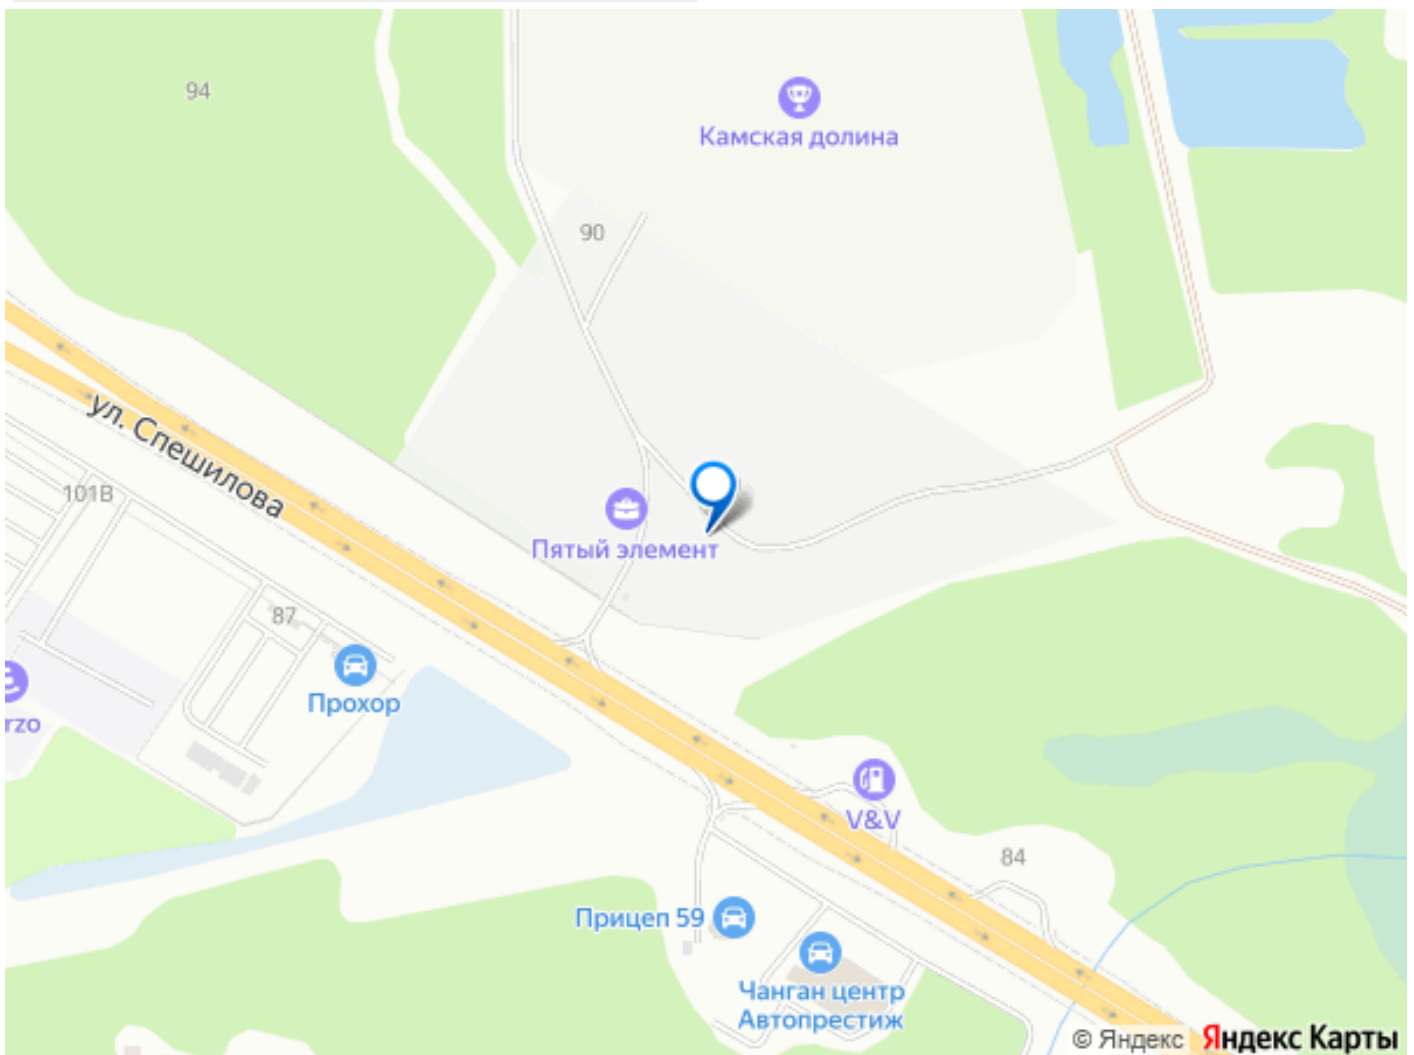 94
Камская долина
90
ул. Спешилова
101В
Пятый элемент
87
Прохор
rzo
V&V
84
Прицеп 59
Чанган центр
Автопрестиж
© Яндекс Яндекс Карты